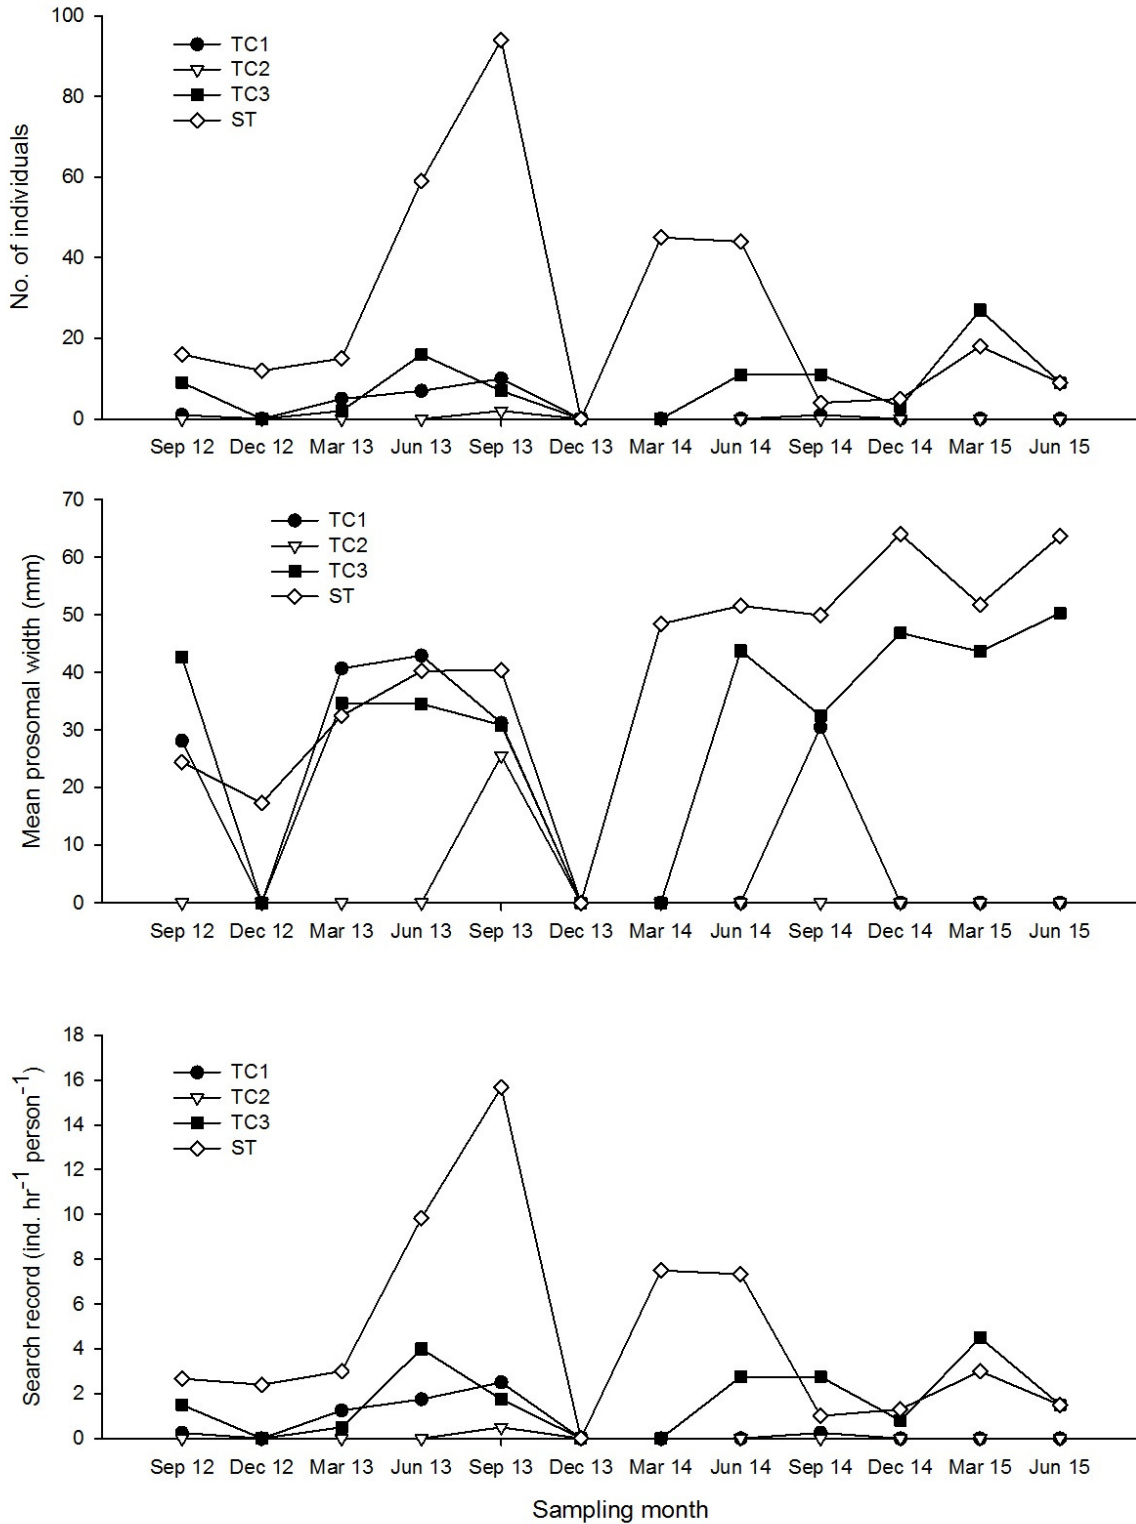 No. of individuals
100
80
60
40
20
0
TC1
TC2
TC3
ST
Sep 12 Dec 12 Mar 13 Jun 13 Sep 13 Dec 13 Mar 14 Jun 14 Sep 14 Dec 14 Mar 15 Jun 15
Mean prosomal width (mm)
70
60
50
40
30
20
10
0
TC1
TC2
TC3
ST
Sep 12 Dec 12 Mar 13 Jun 13 Sep 13 Dec 13 Mar 14 Jun 14 Sep 14 Dec 14 Mar 15 Jun 15
Search record (ind. hr⁻¹ person⁻¹)
18
16
14
12
10
8
6
4
2
0
TC1
TC2
TC3
ST
Sep 12 Dec 12 Mar 13 Jun 13 Sep 13 Dec 13 Mar 14 Jun 14 Sep 14 Dec 14 Mar 15 Jun 15
Sampling month